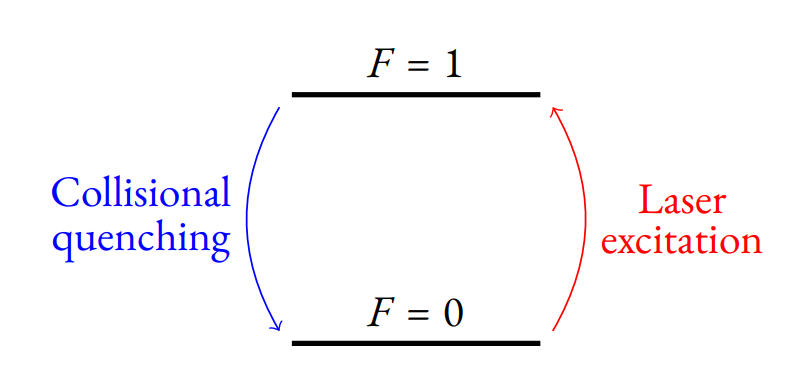 F = 1
Collisional
quenching
Laser
excitation
F = 0